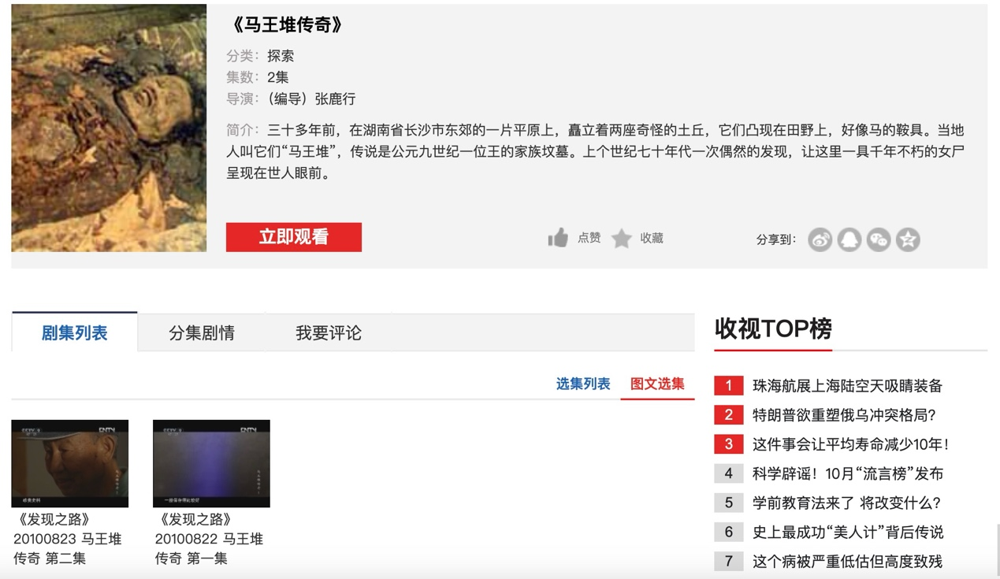 《马王堆传奇》
分类：探索
集数：2集
导演：（编导）张鹿行
简介：三十多年前，在湖南省长沙市东郊的一片平原上，矗立着两座奇怪的土丘，它们凸现在田野上，好像马的鞍具。当地
人叫它们“马王堆”，传说是公元九世纪一位王的家族坟墓。上个世纪七十年代一次偶然的发现，让这里一具千年不朽的女尸
呈现在世人眼前。
立即观看
点赞
收藏
分享到：
剧集列表
分集剧情
我要评论
选集列表
图文选集
CNTV
《发现之路》
20100823 马王堆
传奇 第二集
CNTV
一般保存得比较好
《发现之路》
20100822 马王堆
传奇 第一集
收视TOP榜
1 珠海航展上海陆空天吸睛装备
2 特朗普欲重塑俄乌冲突格局？
3 这件事会让平均寿命减少10年！
4 科学辟谣！10月“流言榜”发布
5 学前教育法来了 将改变什么？
6 史上最成功“美人计”背后传说
7 这个病被严重低估但高度致残